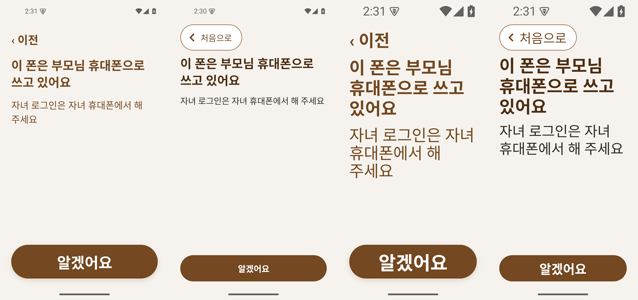 2:31
‹ 이전
이 폰은 부모님 휴대폰으로
쓰고 있어요
자녀 로그인은 자녀 휴대폰에서 해
주세요
알겠어요
2:30
처음으로
이 폰은 부모님 휴대폰으로
쓰고 있어요
자녀 로그인은 자녀 휴대폰에서 해 주세요
알겠어요
2:31
‹ 이전
이 폰은 부모님
휴대폰으로 쓰고
있어요
자녀 로그인은 자녀
휴대폰에서 해
주세요
알겠어요
2:31
처음으로
이 폰은 부모님
휴대폰으로 쓰고
있어요
자녀 로그인은 자녀
휴대폰에서 해 주세요
알겠어요